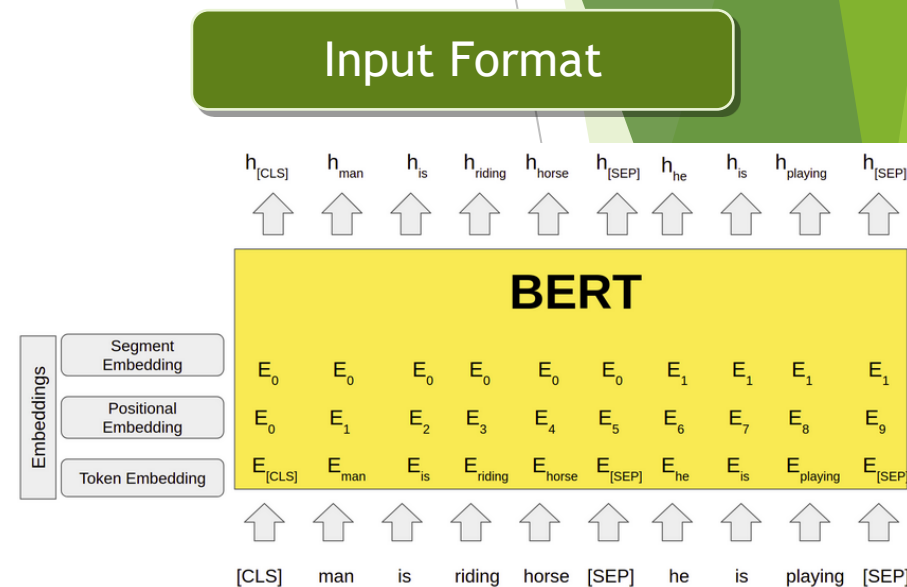 Input Format
h[CLS] hman his hriding hhorse h[SEP] hhe his hplaying h[SEP]
BERT
Embeddings
Segment
Embedding
E0 E0 E0 E0 E0 E0 E1 E1 E1 E1
Positional
Embedding
E0 E1 E2 E3 E4 E5 E6 E7 E8 E9
Token Embedding
E[CLS] Eman Eis Eriding Ehorse E[SEP] Ehe Eis Eplaying E[SEP]
[CLS] man is riding horse [SEP] he is playing [SEP]